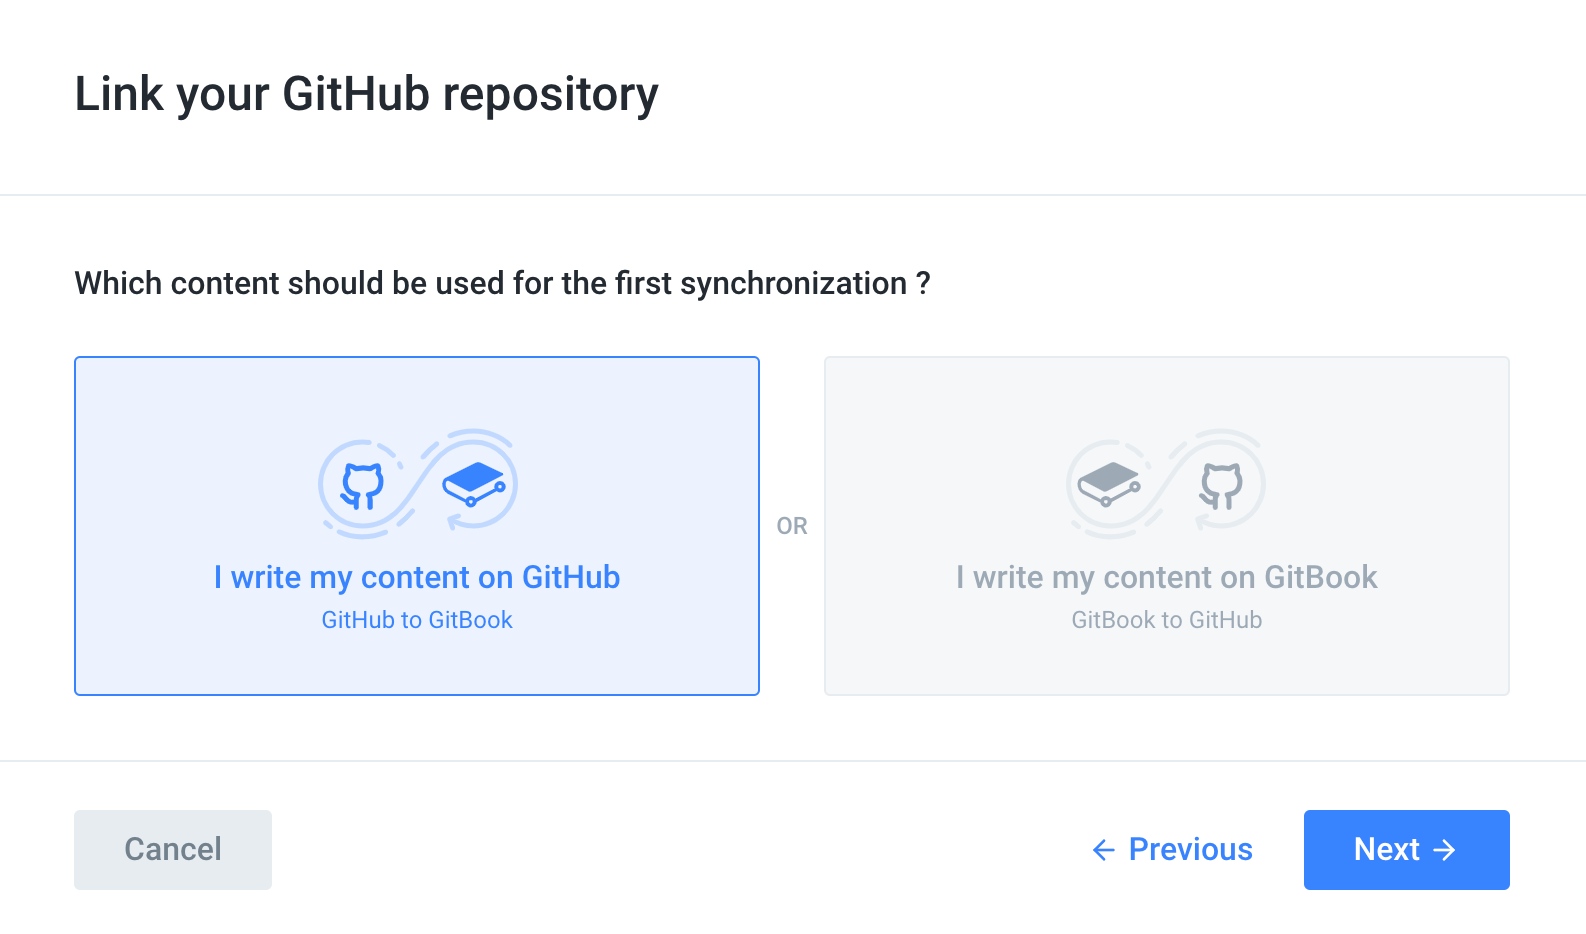 Link your GitHub repository
Which content should be used for the first synchronization ?
I write my content on GitHub
GitHub to GitBook
OR
I write my content on GitBook
GitBook to GitHub
Cancel
← Previous
Next →